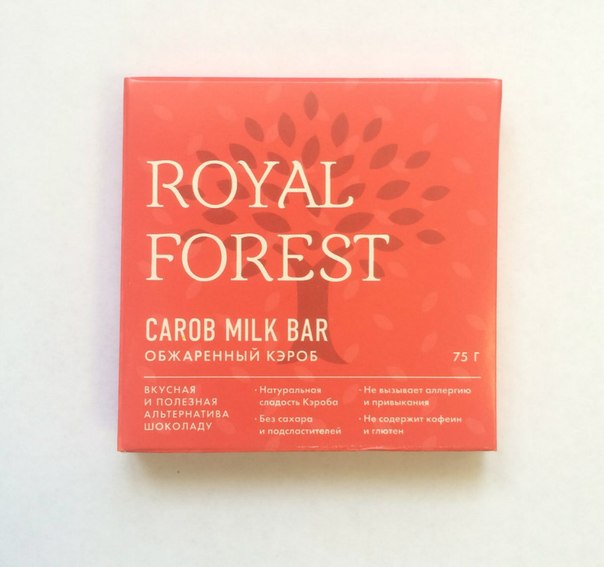 ROYAL
FOREST
CAROB MILK BAR
ОБЖАРЕННЫЙ КЭРОБ
75 Г
ВКУСНАЯ
И ПОЛЕЗНАЯ
АЛЬТЕРНАТИВА
ШОКОЛАДУ
· Натуральная
сладость Кэроба
· Без сахара
и подсластителей
· Не вызывает аллергию
и привыкания
· Не содержит кофеин
и глютен